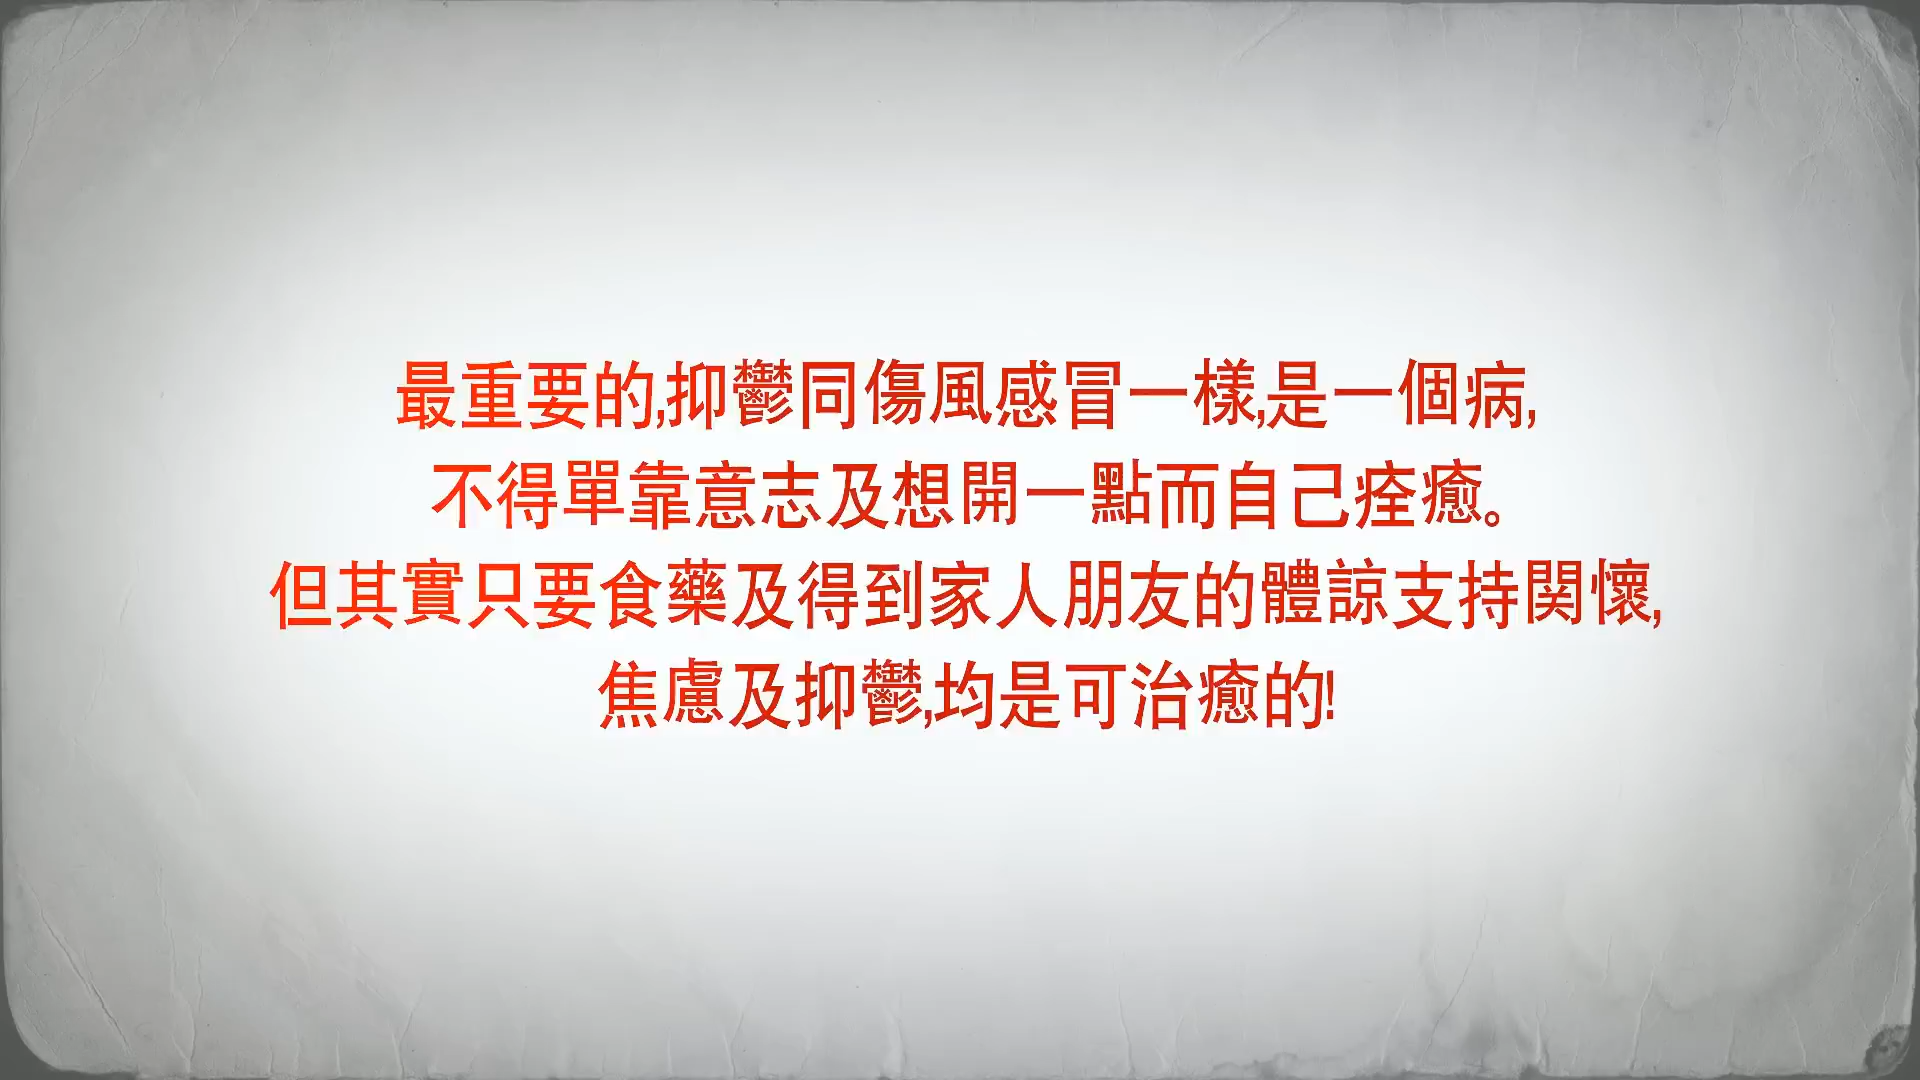 最重要的,抑鬱同傷風感冒一樣,是一個病,
不得單靠意志及想開一點而自己痊癒。
但其實只要食藥及得到家人朋友的體諒支持関懷,
焦慮及抑鬱,均是可治癒的!